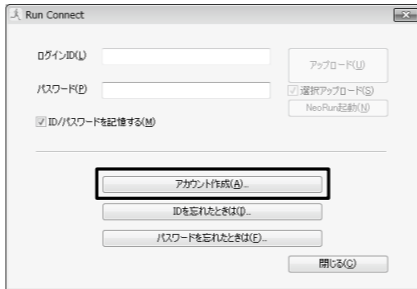 Run Connect
ログインID(L)
アップロード(U)
パスワード(P)
選択アップロード(S)
NeoRun起動(N)
ID/パスワードを記憶する(M)
アカウント作成(A)...
IDを忘れたときは(I)...
パスワードを忘れたときは(F)...
閉じる(C)